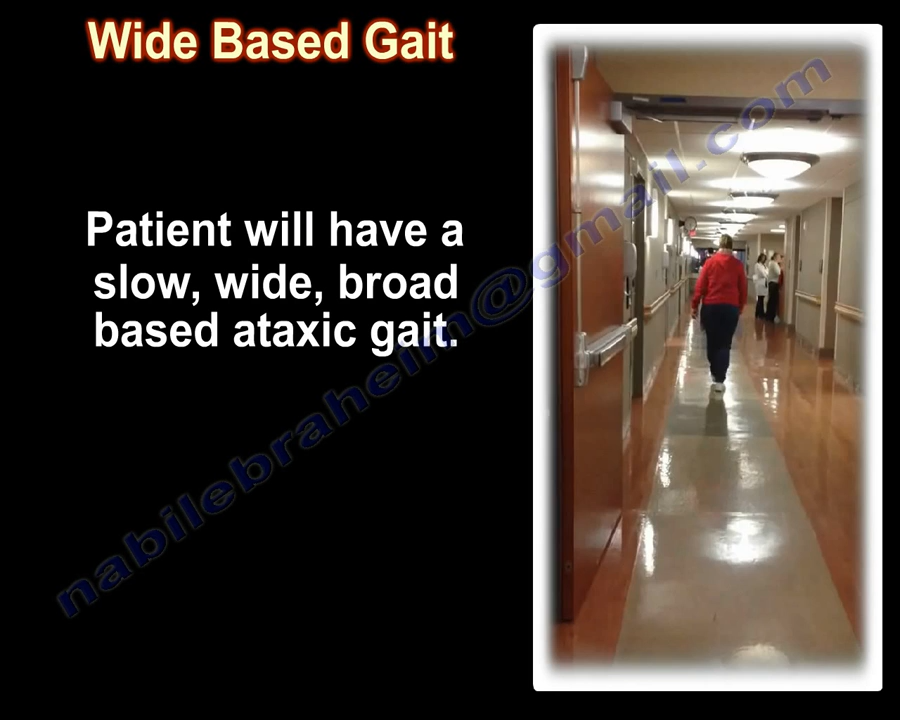 Wide Based Gait
Patient will have a
slow, wide, broad
based ataxic gait.
nabilebraheim@gmail.com